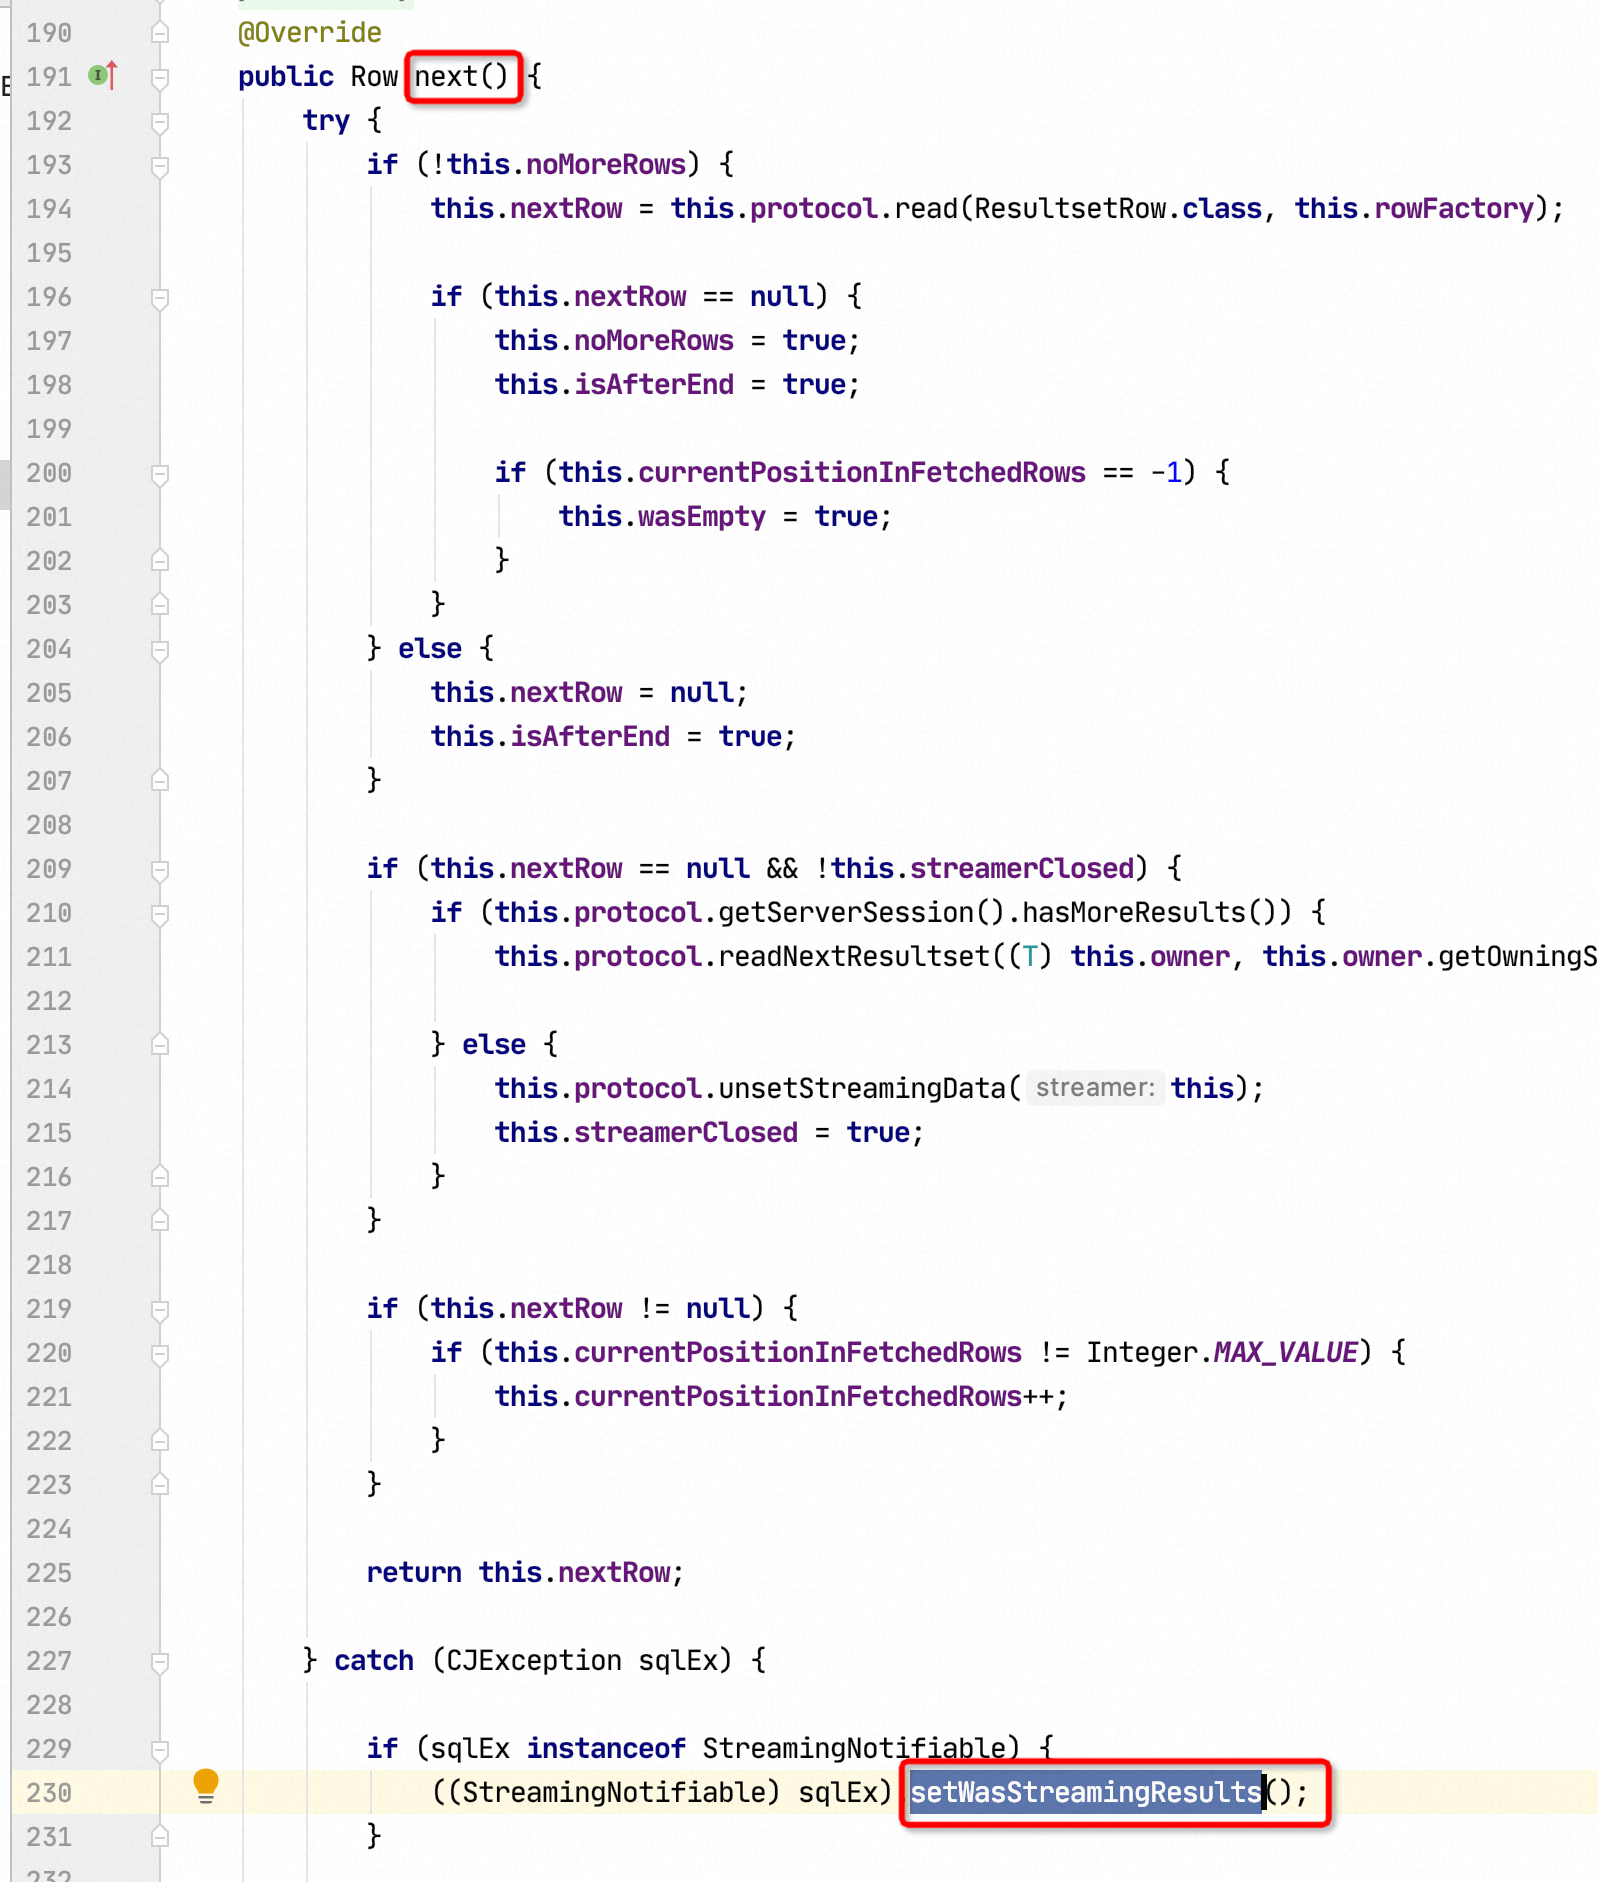 190 @Override
191 public Row next() {
192 try {
193 if (!this.noMoreRows) {
194 this.nextRow = this.protocol.read(ResultsetRow.class, this.rowFactory);
195
196 if (this.nextRow == null) {
197 this.noMoreRows = true;
198 this.isAfterEnd = true;
199
200 if (this.currentPositionInFetchedRows == -1) {
201 this.wasEmpty = true;
202 }
203 }
204 } else {
205 this.nextRow = null;
206 this.isAfterEnd = true;
207 }
208
209 if (this.nextRow == null && !this.streamerClosed) {
210 if (this.protocol.getServerSession().hasMoreResults()) {
211 this.protocol.readNextResultset((T) this.owner, this.owner.getOwningS
212
213 } else {
214 this.protocol.unsetStreamingData( streamer: this);
215 this.streamerClosed = true;
216 }
217 }
218
219 if (this.nextRow != null) {
220 if (this.currentPositionInFetchedRows != Integer.MAX_VALUE) {
221 this.currentPositionInFetchedRows++;
222 }
223 }
224
225 return this.nextRow;
226
227 } catch (CJException sqlEx) {
228
229 if (sqlEx instanceof StreamingNotifiable) {
230 ((StreamingNotifiable) sqlEx) setWasStreamingResults();
231 }
232